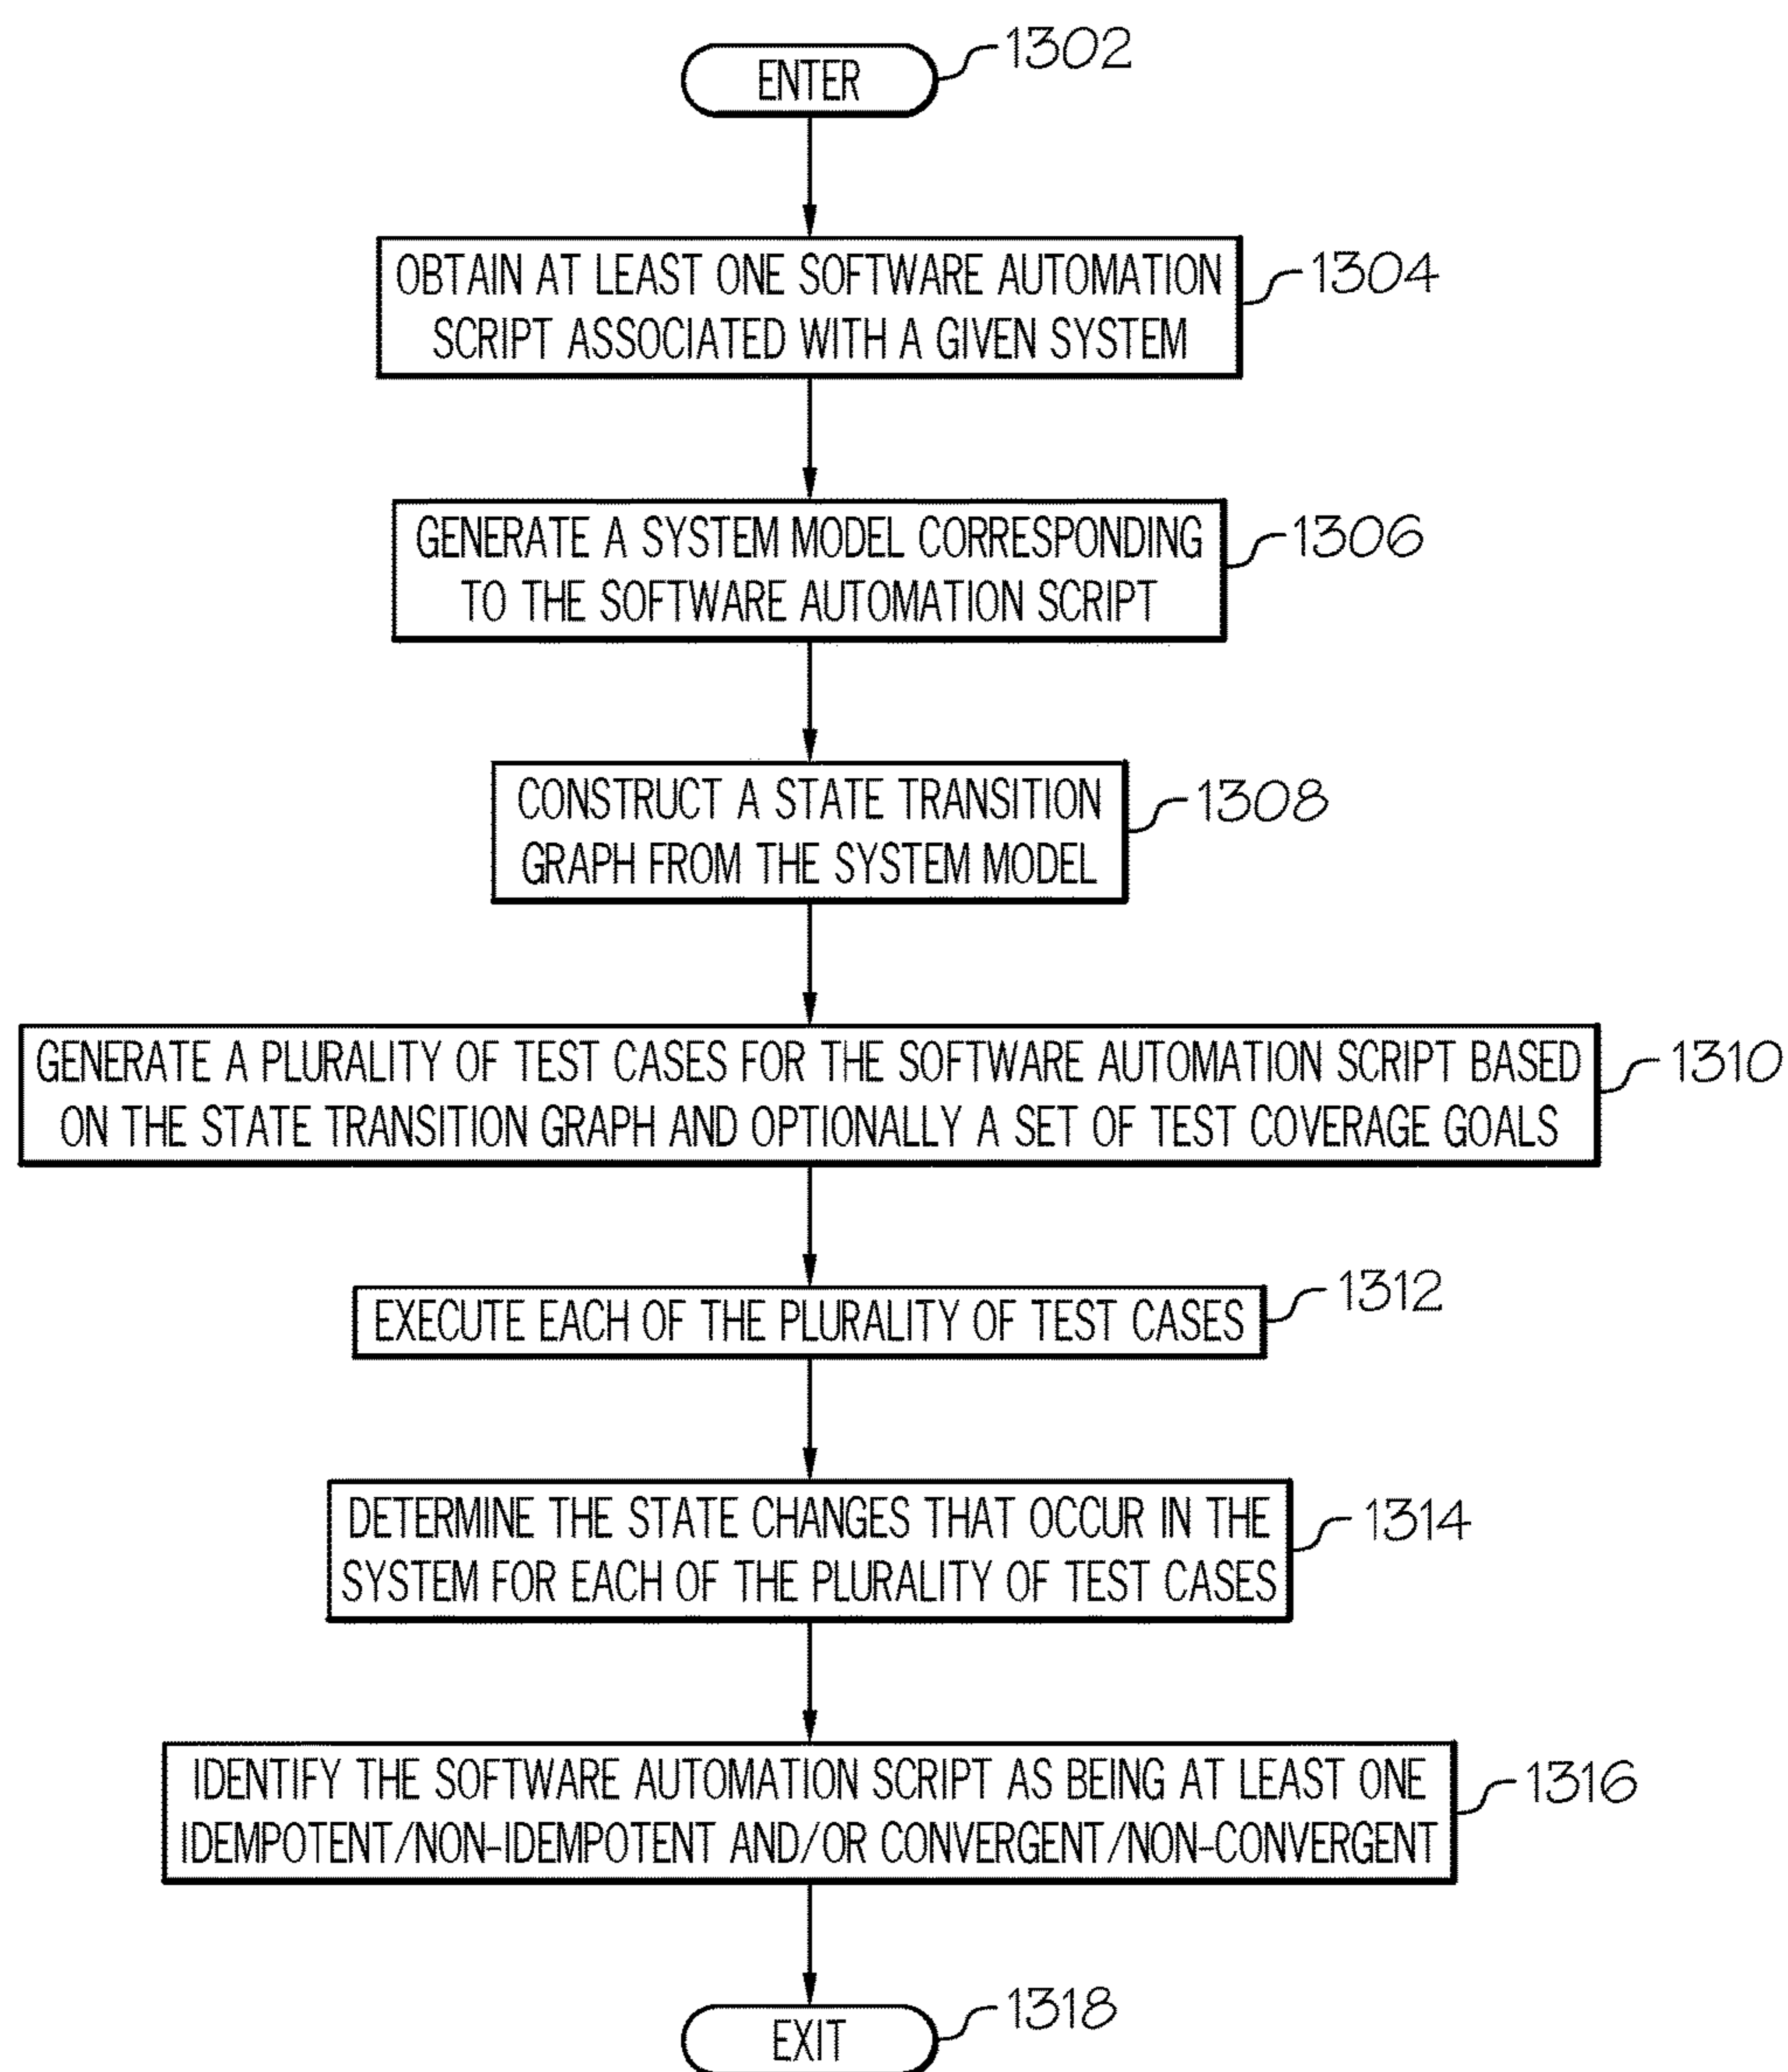 ENTER
1302
OBTAIN AT LEAST ONE SOFTWARE AUTOMATION
SCRIPT ASSOCIATED WITH A GIVEN SYSTEM
1304
GENERATE A SYSTEM MODEL CORRESPONDING
TO THE SOFTWARE AUTOMATION SCRIPT
1306
CONSTRUCT A STATE TRANSITION
GRAPH FROM THE SYSTEM MODEL
1308
GENERATE A PLURALITY OF TEST CASES FOR THE SOFTWARE AUTOMATION SCRIPT BASED
ON THE STATE TRANSITION GRAPH AND OPTIONALLY A SET OF TEST COVERAGE GOALS
1310
EXECUTE EACH OF THE PLURALITY OF TEST CASES
1312
DETERMINE THE STATE CHANGES THAT OCCUR IN THE
SYSTEM FOR EACH OF THE PLURALITY OF TEST CASES
1314
IDENTIFY THE SOFTWARE AUTOMATION SCRIPT AS BEING AT LEAST ONE
IDEMPOTENT/NON-IDEMPOTENT AND/OR CONVERGENT/NON-CONVERGENT
1316
EXIT
1318